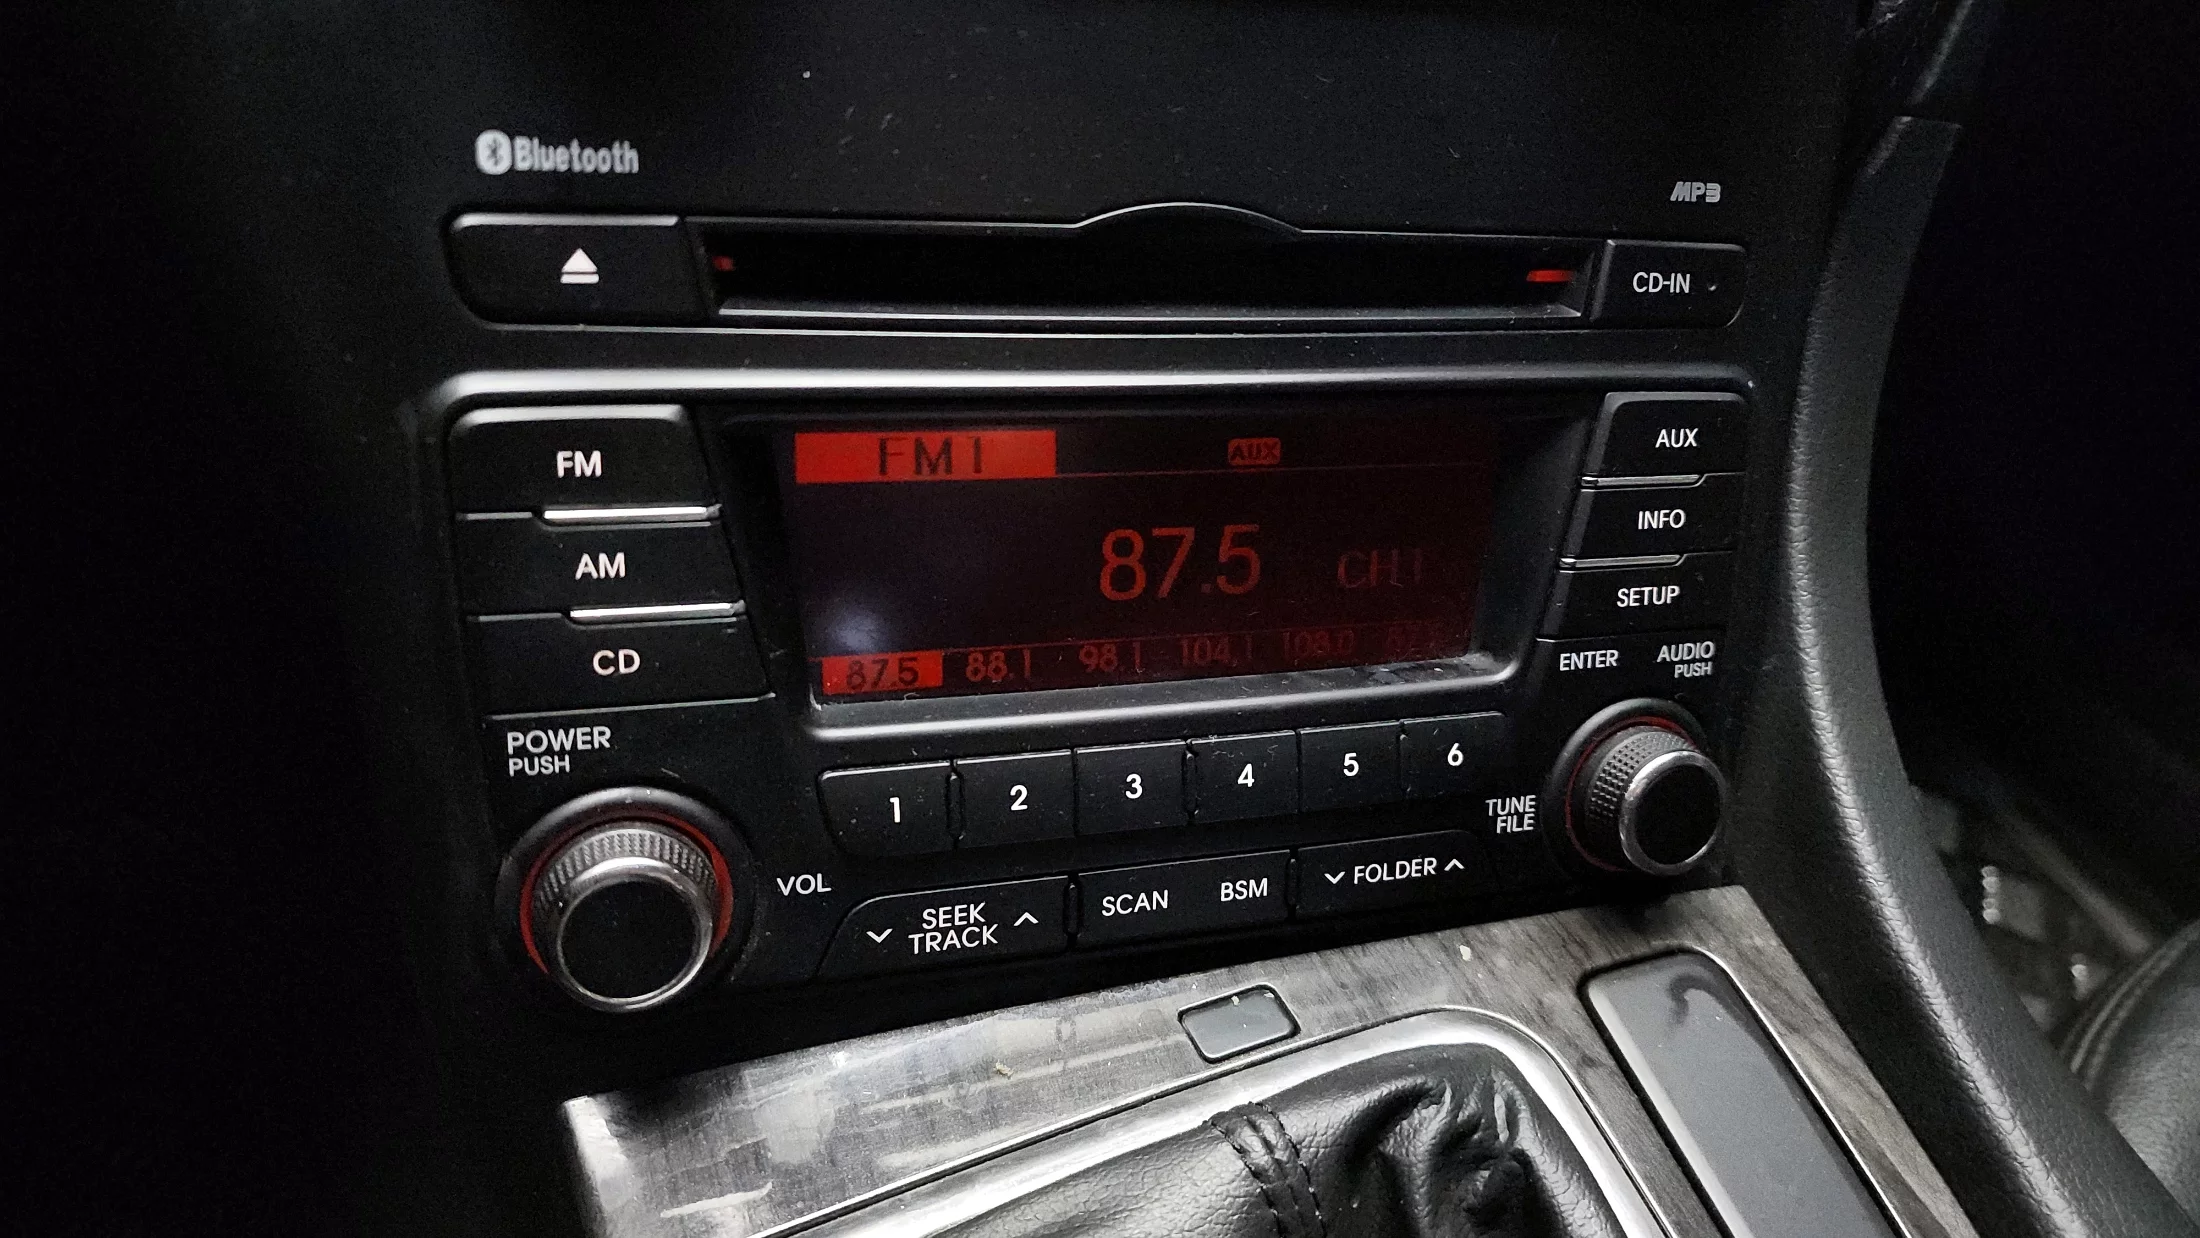 Bluetooth
MP3
CD-IN
FM
AM
CD
FM1
AUX
87.5 CH1
87.5 88.1 98.1 104.1 108.0
AUX
INFO
SETUP
ENTER
AUDIO
PUSH
POWER
PUSH
VOL
1 2 3 4 5 6
TUNE
FILE
SEEK
TRACK
SCAN BSM
FOLDER